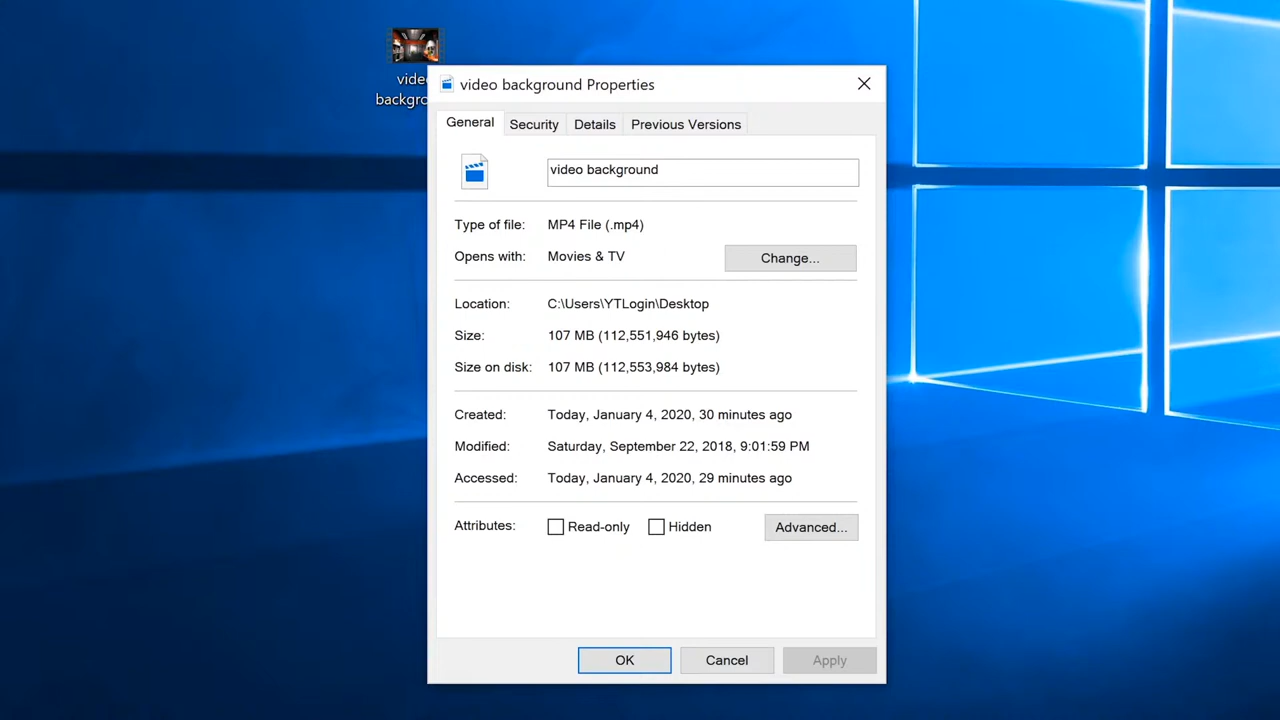 video
backgro
video background Properties
General Security Details Previous Versions
video background
Type of file: MP4 File (.mp4)
Opens with: Movies & TV Change...
Location: C:\Users\YTLogin\Desktop
Size: 107 MB (112,551,946 bytes)
Size on disk: 107 MB (112,553,984 bytes)
Created: Today, January 4, 2020, 30 minutes ago
Modified: Saturday, September 22, 2018, 9:01:59 PM
Accessed: Today, January 4, 2020, 29 minutes ago
Attributes: Read-only Hidden Advanced...
OK Cancel Apply